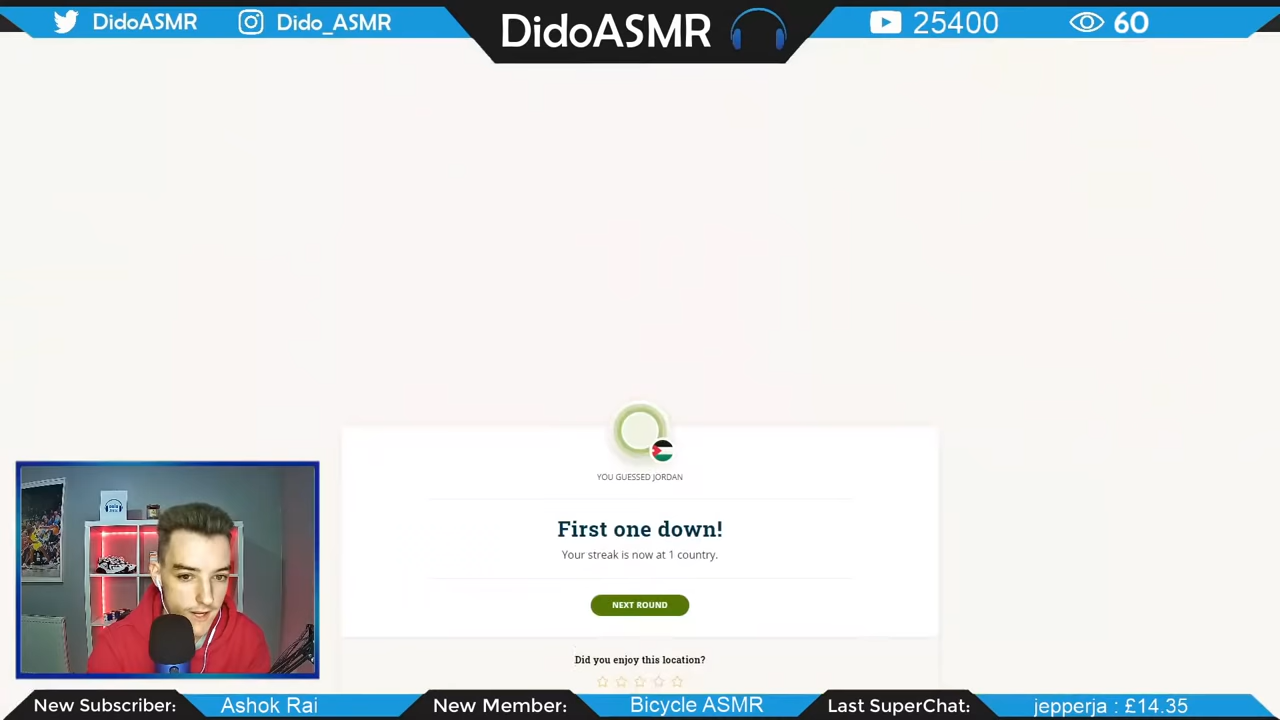 DidoASMR
Dido_ASMR
DidoASMR
25400
60
YOU GUESSED JORDAN
First one down!
Your streak is now at 1 country.
NEXT ROUND
Did you enjoy this location?
New Subscriber: Ashok Rai
New Member: Bicycle ASMR
Last SuperChat: jepperja : £14.35